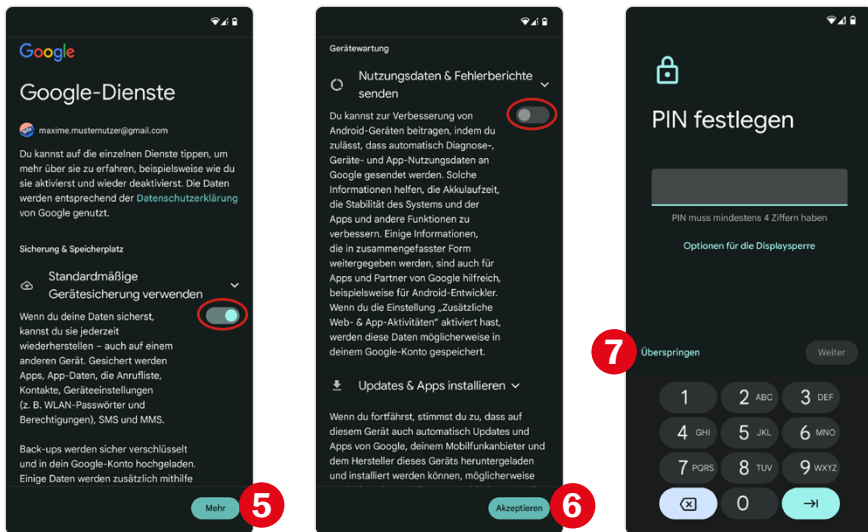 Google
Google-Dienste
maxime.musternutzer@gmail.com
Du kannst auf die einzelnen Dienste tippen, um
mehr über sie zu erfahren, beispielsweise wie du
sie aktivierst und wieder deaktivierst. Die Daten
werden entsprechend der Datenschutzerklärung
von Google genutzt.
Sicherung & Speicherplatz
Standardmäßige
Gerätesicherung verwenden
Wenn du deine Daten sicherst,
kannst du sie jederzeit
wiederherstellen – auch auf einem
anderen Gerät. Gesichert werden
Apps, App-Daten, die Anrufliste,
Kontakte, Geräteeinstellungen
(z. B. WLAN-Passwörter und
Berechtigungen), SMS und MMS.
Back-ups werden sicher verschlüsselt
und in dein Google-Konto hochgeladen.
Einige Daten werden zusätzlich mithilfe
Mehr
5
Gerätewartung
Nutzungsdaten & Fehlerberichte
senden
Du kannst zur Verbesserung von
Android-Geräten beitragen, indem du
zulässt, dass automatisch Diagnose-,
Geräte- und App-Nutzungsdaten an
Google gesendet werden. Solche
Informationen helfen, die Akkulaufzeit,
die Stabilität des Systems und der
Apps und andere Funktionen zu
verbessern. Einige Informationen,
die in zusammengefasster Form
weitergegeben werden, sind auch für
Apps und Partner von Google hilfreich,
beispielsweise für Android-Entwickler.
Wenn du die Einstellung „Zusätzliche
Web- & App-Aktivitäten“ aktiviert hast,
werden diese Daten möglicherweise in
deinem Google-Konto gespeichert.
Updates & Apps installieren
Wenn du fortfährst, stimmst du zu, dass auf
diesem Gerät auch automatisch Updates und
Apps von Google, deinem Mobilfunkanbieter und
dem Hersteller dieses Geräts heruntergeladen
und installiert werden können, möglicherweise
Akzeptieren
6
PIN festlegen
PIN muss mindestens 4 Ziffern haben
Optionen für die Displaysperre
7
Überspringen
Weiter
1 2 ABC 3 DEF
4 GHI 5 JKL 6 MNO
7 PQRS 8 TUV 9 WXYZ
0